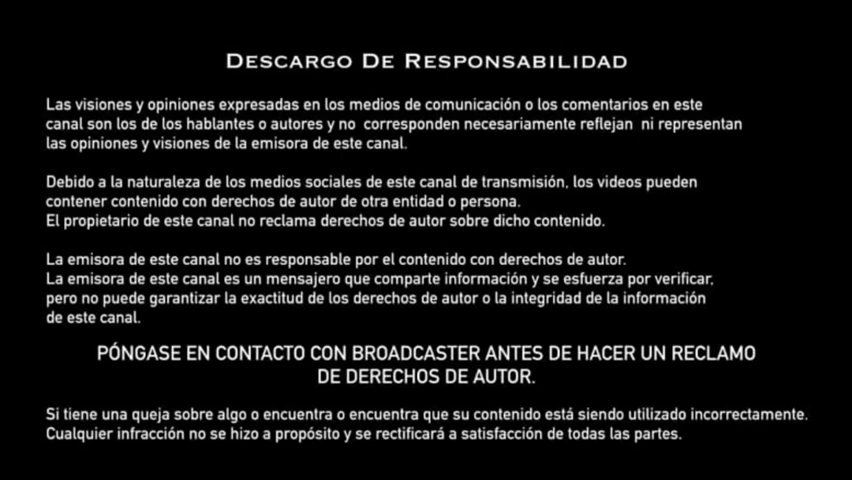 DESCARGO DE RESPONSABILIDAD
Las visiones y opiniones expresadas en los medios de comunicación o los comentarios en este
canal son los de los hablantes o autores y no corresponden necesariamente reflejan ni representan
las opiniones y visiones de la emisora de este canal.
Debido a la naturaleza de los medios sociales de este canal de transmisión, los videos pueden
contener contenido con derechos de autor de otra entidad o persona.
El propietario de este canal no reclama derechos de autor sobre dicho contenido.
La emisora de este canal no es responsable por el contenido con derechos de autor.
La emisora de este canal es un mensajero que comparte información y se esfuerza por verificar,
pero no puede garantizar la exactitud de los derechos de autor o la integridad de la información
de este canal.
PÓNGASE EN CONTACTO CON BROADCASTER ANTES DE HACER UN RECLAMO
DE DERECHOS DE AUTOR.
Si tiene una queja sobre algo o encuentra o encuentra que su contenido está siendo utilizado incorrectamente.
Cualquier infracción no se hizo a propósito y se rectificará a satisfacción de todas las partes.